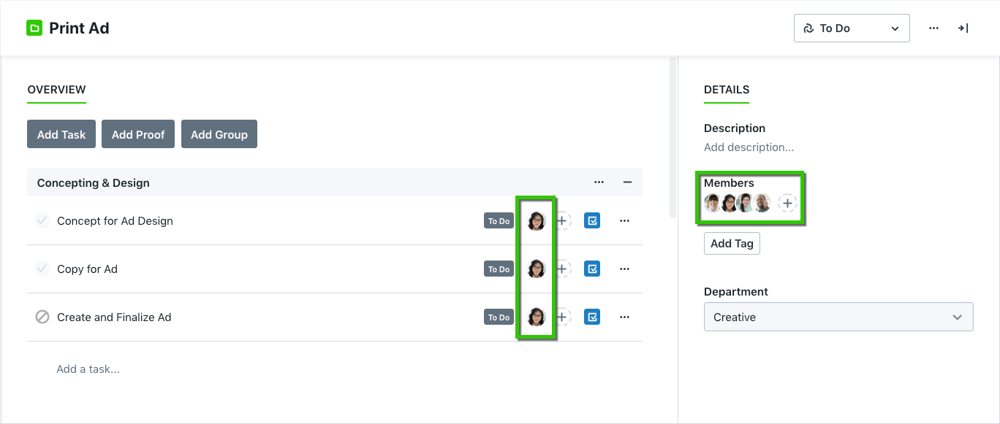 Print Ad
To Do
OVERVIEW
Add Task Add Proof Add Group
Concepting & Design
Concept for Ad Design To Do
Copy for Ad To Do
Create and Finalize Ad To Do
Add a task...
DETAILS
Description
Add description...
Members
Add Tag
Department
Creative